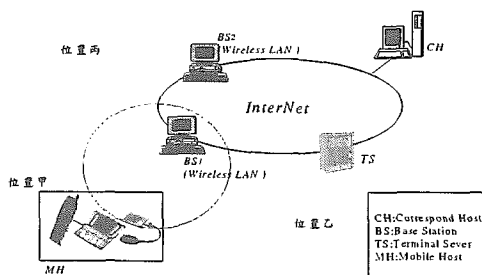 BS2
(Wireless LAN )
位置丙
CH
InterNet
BS1
(Wireless LAN )
TS
位置甲
位置乙
MH
CH:Correspond Host
BS:Base Station
TS:Terminal Sever
MH:Mobile Host